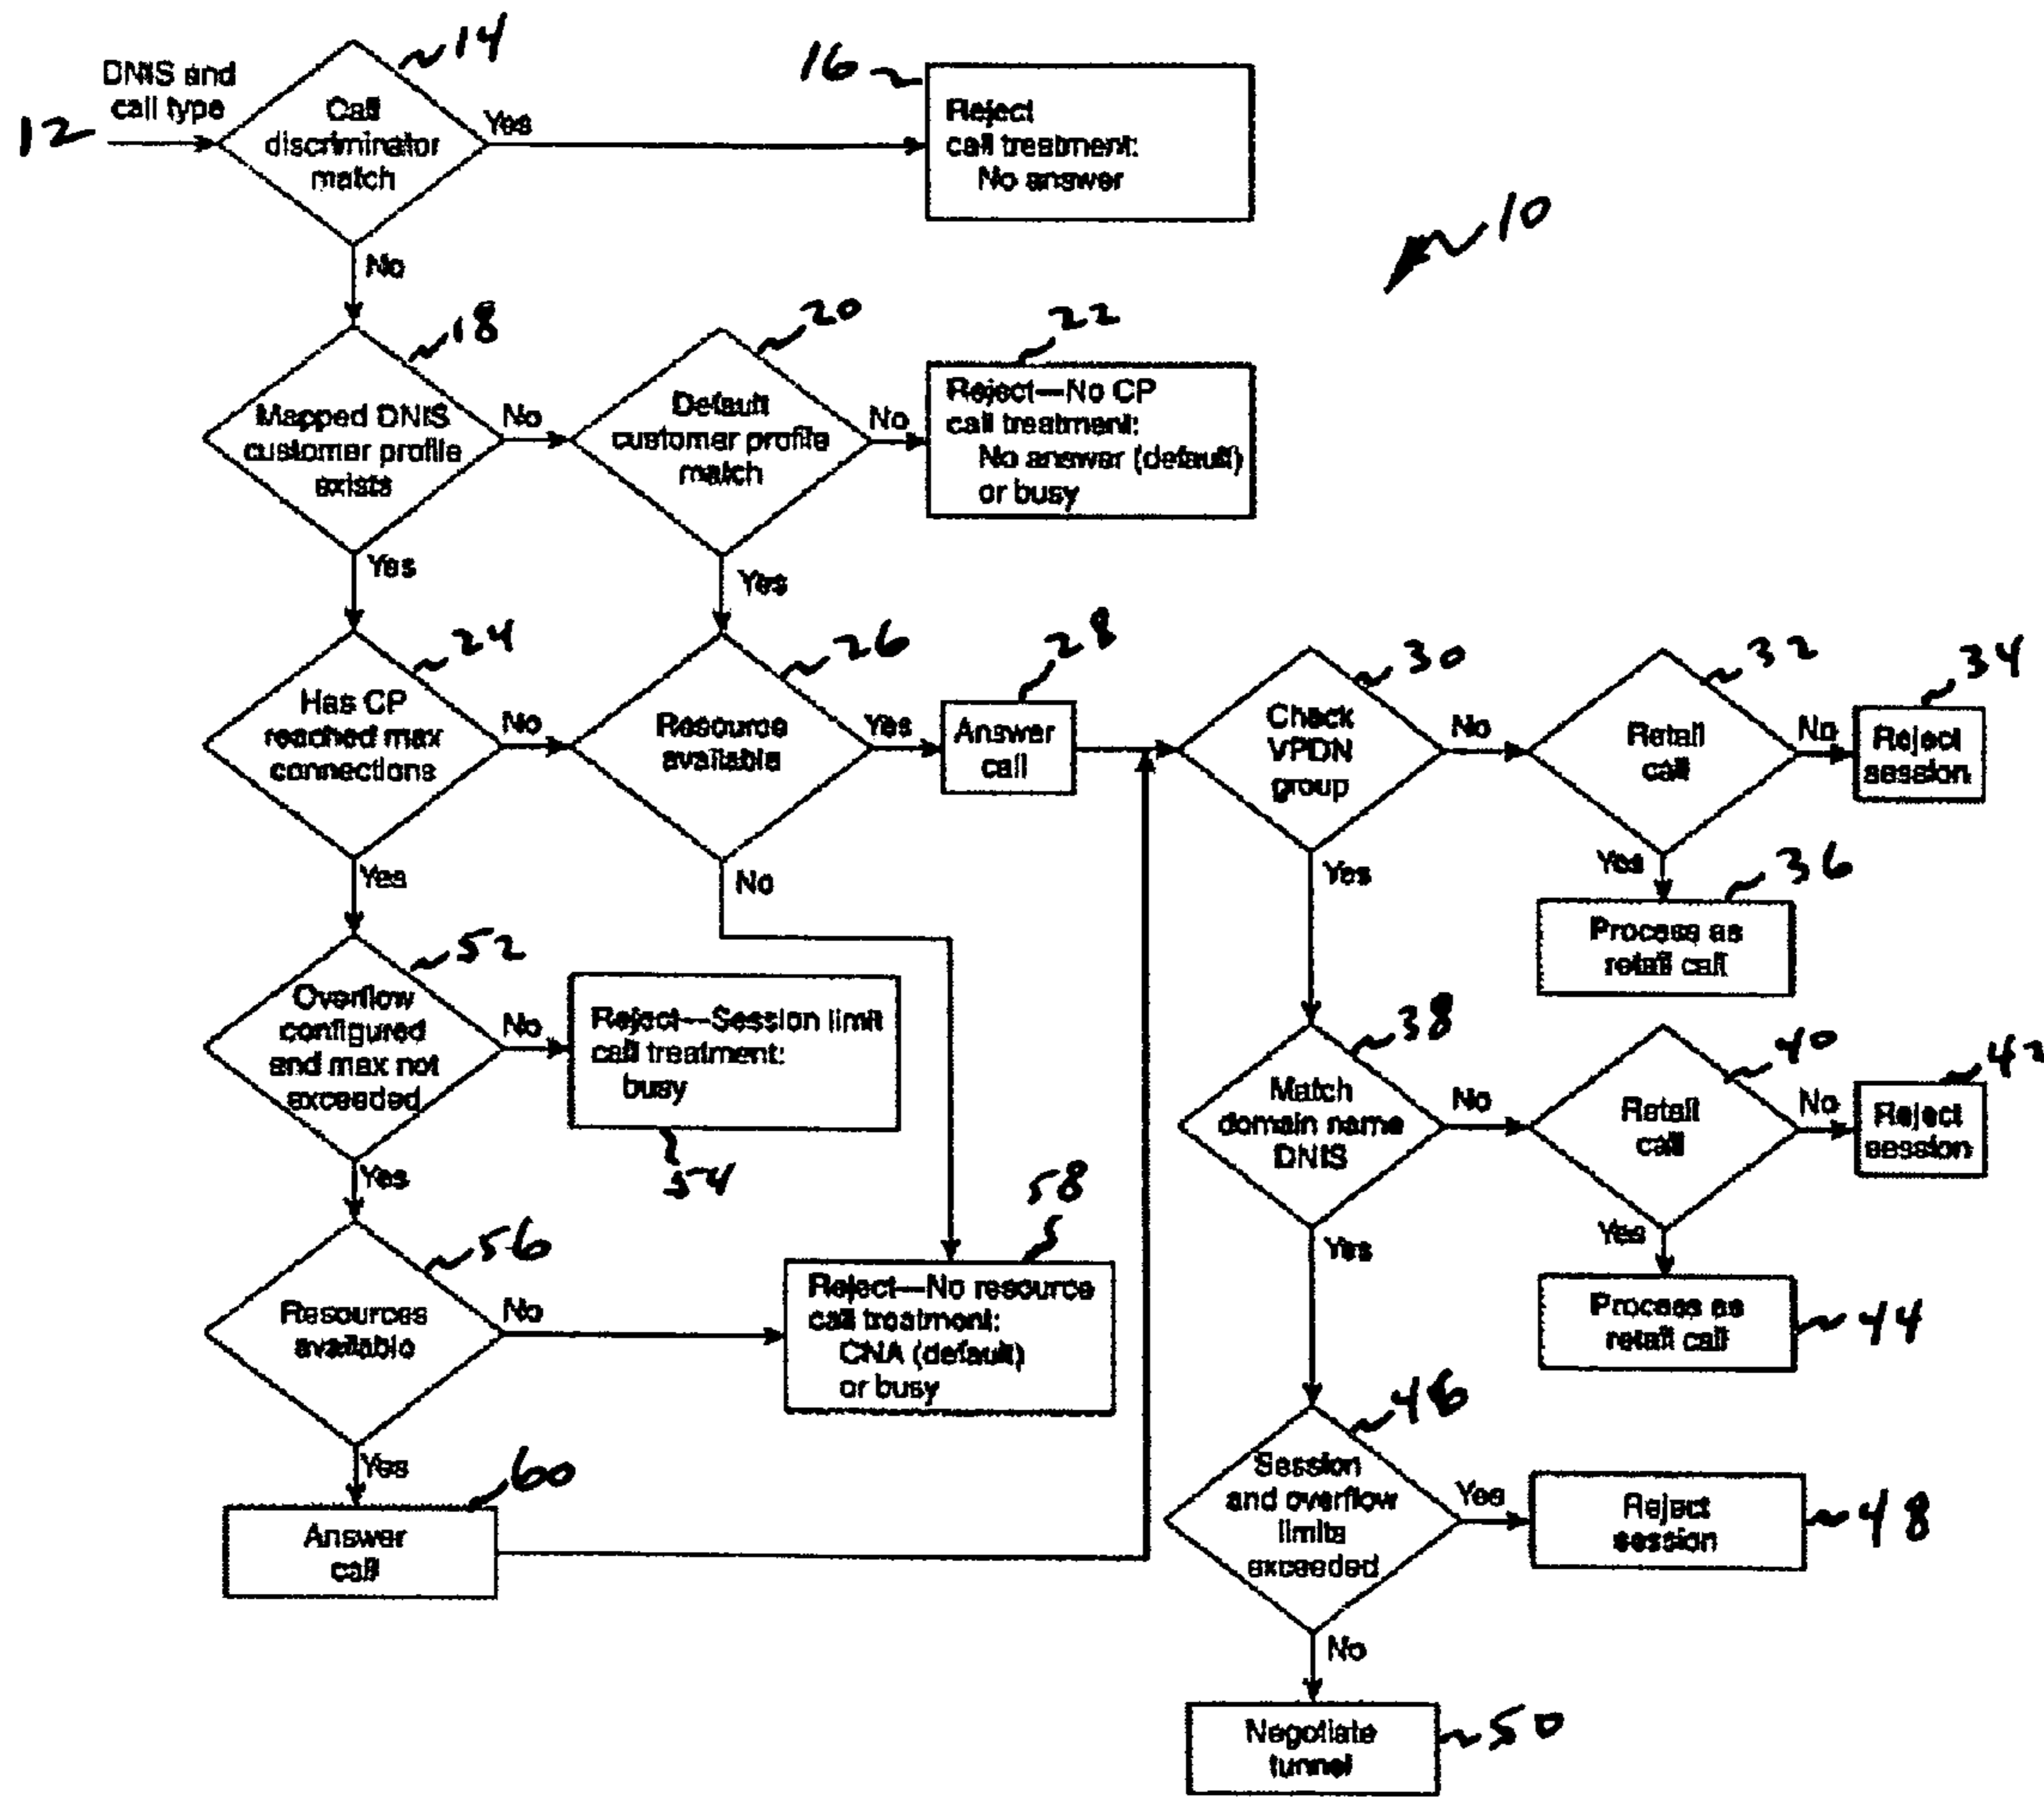 14
DNIS and
call type
12
Call
discriminator
match
Yes
16
Reject
call treatment:
No answer
10
No
18
Mapped DNIS
customer profile
exists
No
20
Default
customer profile
match
No
22
Reject—No CP
call treatment:
No answer (default)
or busy
Yes
Yes
24
Has CP
reached max
connections
No
26
Resource
available
Yes
28
Answer
call
30
Check
VPDN
group
No
32
Retail
call
No
34
Reject
session
Yes
No
Yes
Yes
36
Process as
retail call
52
Overflow
configured
and max not
exceeded
No
Reject—Session limit
call treatment:
busy
54
38
Match
domain name
DNIS
No
40
Retail
call
No
42
Reject
session
Yes
Yes
Yes
44
Process as
retail call
56
Resources
available
No
58
Reject—No resource
call treatment:
CNA (default)
or busy
46
Session
and overflow
limits
exceeded
Yes
Reject
session
48
Yes
60
Answer
call
No
Negotiate
tunnel
50